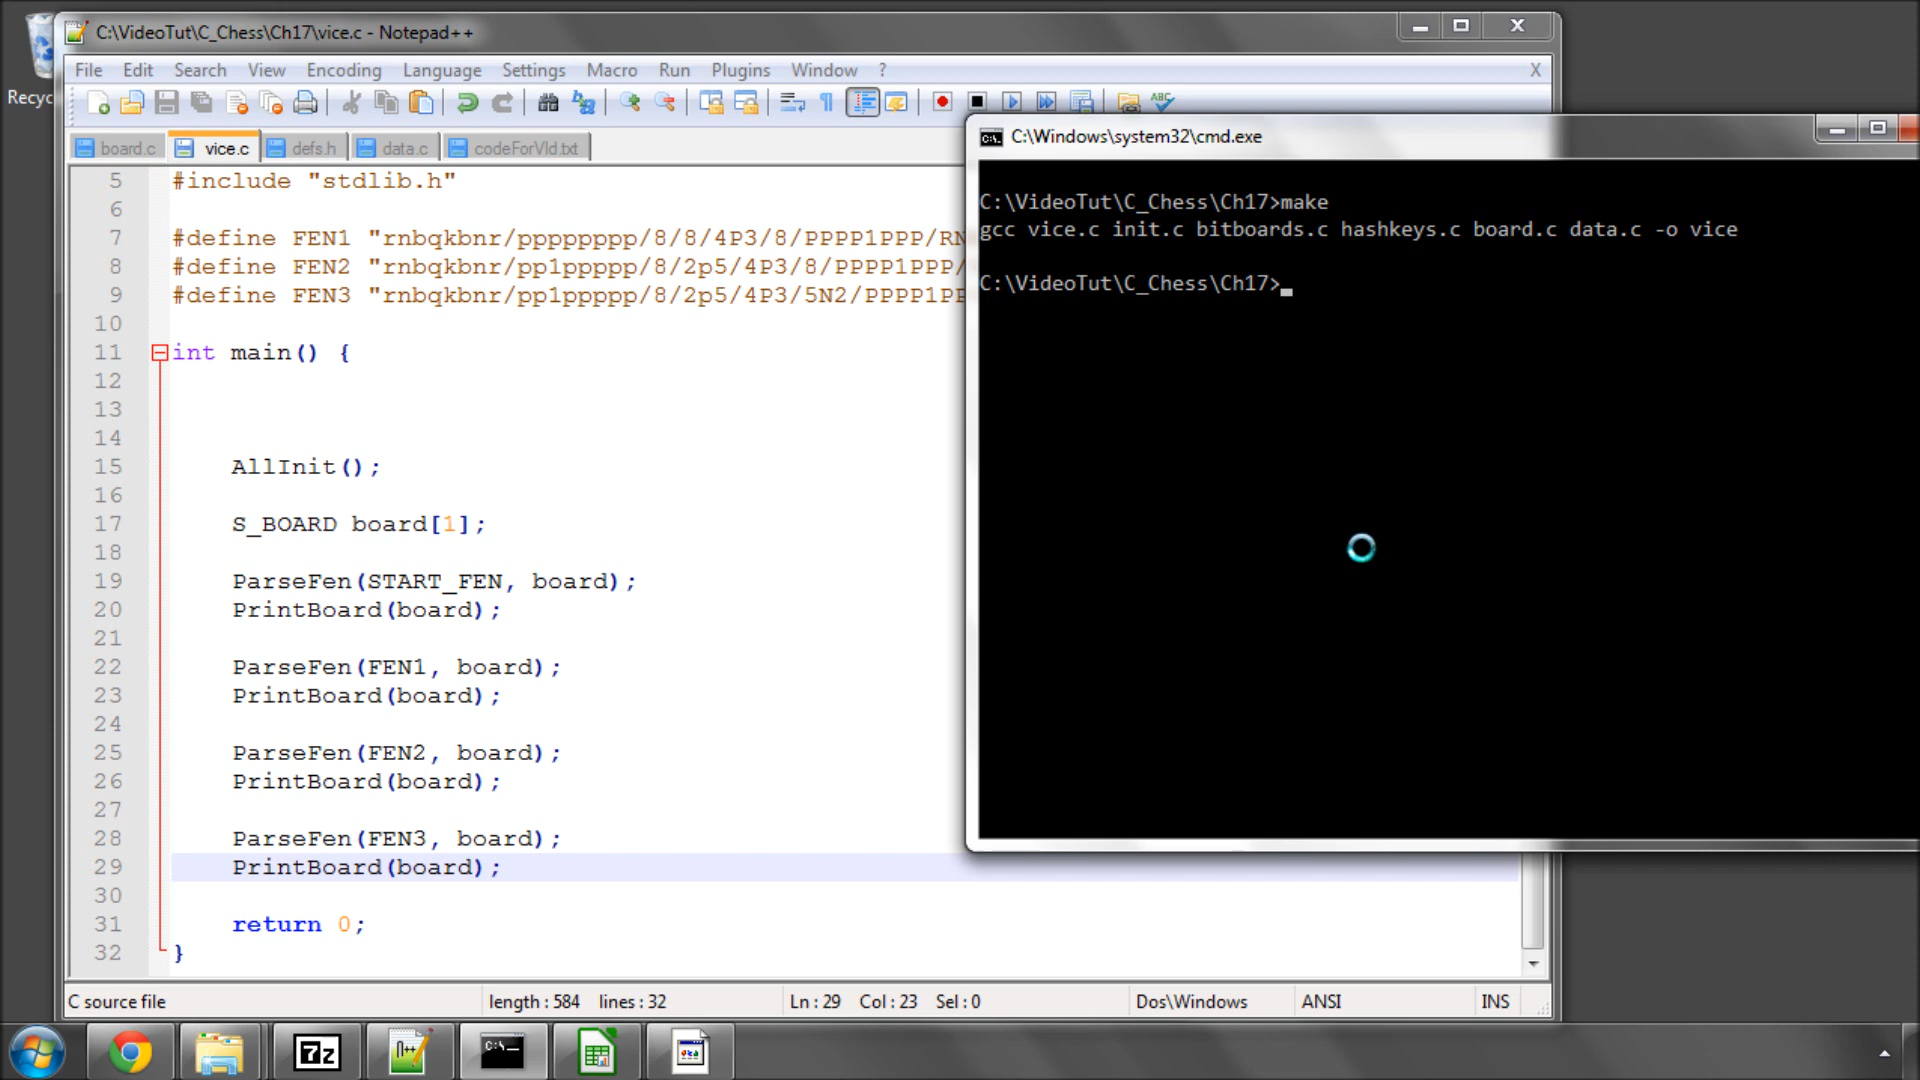 C:\VideoTut\C_Chess\Ch17\vice.c - Notepad++
File Edit Search View Encoding Language Settings Macro Run Plugins Window ? X
Recyc
board.c vice.c defs.h data.c codeForVId.txt
5 #include "stdlib.h"
6
7 #define FEN1 "rnbqkbnr/pppppppp/8/8/4P3/8/PPPP1PPP/RN
8 #define FEN2 "rnbqkbnr/pp1ppppp/8/2p5/4P3/8/PPPP1PPP/
9 #define FEN3 "rnbqkbnr/pp1ppppp/8/2p5/4P3/5N2/PPPP1PP
10
11 int main() {
12
13
14
15 AllInit();
16
17 S_BOARD board[1];
18
19 ParseFen(START_FEN, board);
20 PrintBoard(board);
21
22 ParseFen(FEN1, board);
23 PrintBoard(board);
24
25 ParseFen(FEN2, board);
26 PrintBoard(board);
27
28 ParseFen(FEN3, board);
29 PrintBoard(board);
30
31 return 0;
32 }
C source file length : 584 lines : 32 Ln : 29 Col : 23 Sel : 0 Dos\Windows ANSI INS
C:\Windows\system32\cmd.exe
C:\VideoTut\C_Chess\Ch17>make
gcc vice.c init.c bitboards.c hashkeys.c board.c data.c -o vice
C:\VideoTut\C_Chess\Ch17>
7z